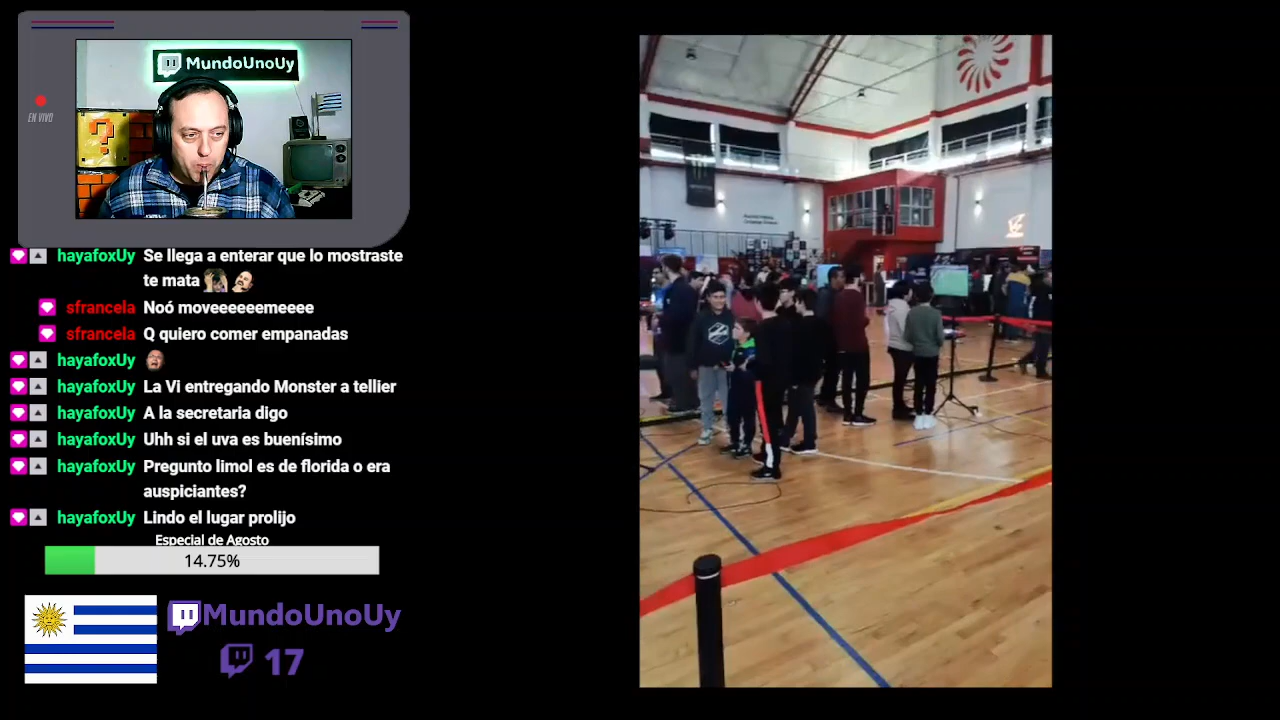 MundoUnoUy
EN VIVO
hayafoxUy Se llega a enterar que lo mostraste
te mata
sfrancela Noó moveeeeeemeeee
sfrancela Q quiero comer empanadas
hayafoxUy
hayafoxUy La Vi entregando Monster a tellier
hayafoxUy A la secretaria digo
hayafoxUy Uhh si el uva es buenísimo
hayafoxUy Pregunto limol es de florida o era
auspiciantes?
hayafoxUy Lindo el lugar prolijo
Especial de Agosto
14.75%
MundoUnoUy
17